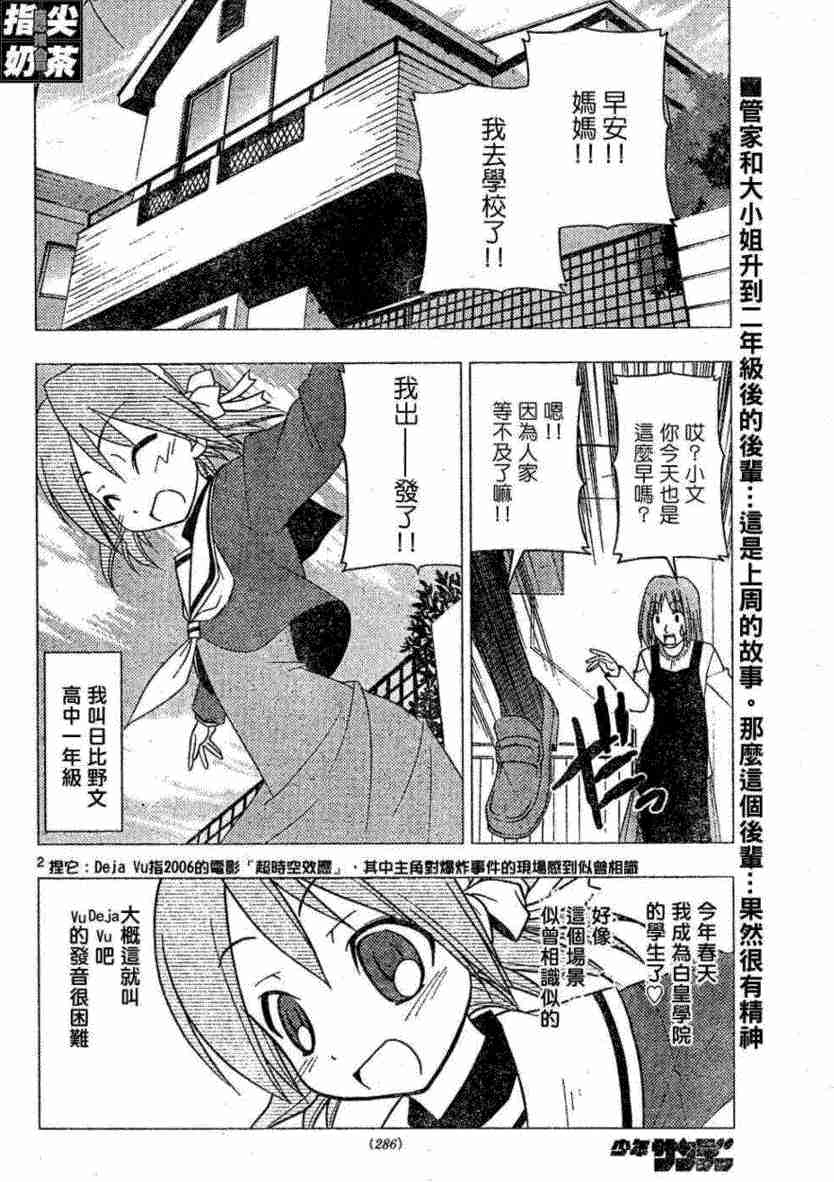 指尖
奶茶
■管家和大小姐升到二年級後的後輩…這是上周的故事。那麼這個後輩…果然很有精神
早安!!
媽媽!!
我去學校了!!
哎？小文
你今天也是
這麼早嗎？
嗯!!
因為人家
等不及了嘛!!
我出——發了!!
我叫日比野文
高中一年級
2 捏它：Deja Vu指2006的電影「超時空效應」，其中主角對爆炸事件的現場感到似曾相識
今年春天
我成為白皇學院
的學生了♡
好像
這個場景
似曾相識似的
大概這就叫
Deja Vu吧
Vu的發音很困難
(286)
少年サンデー